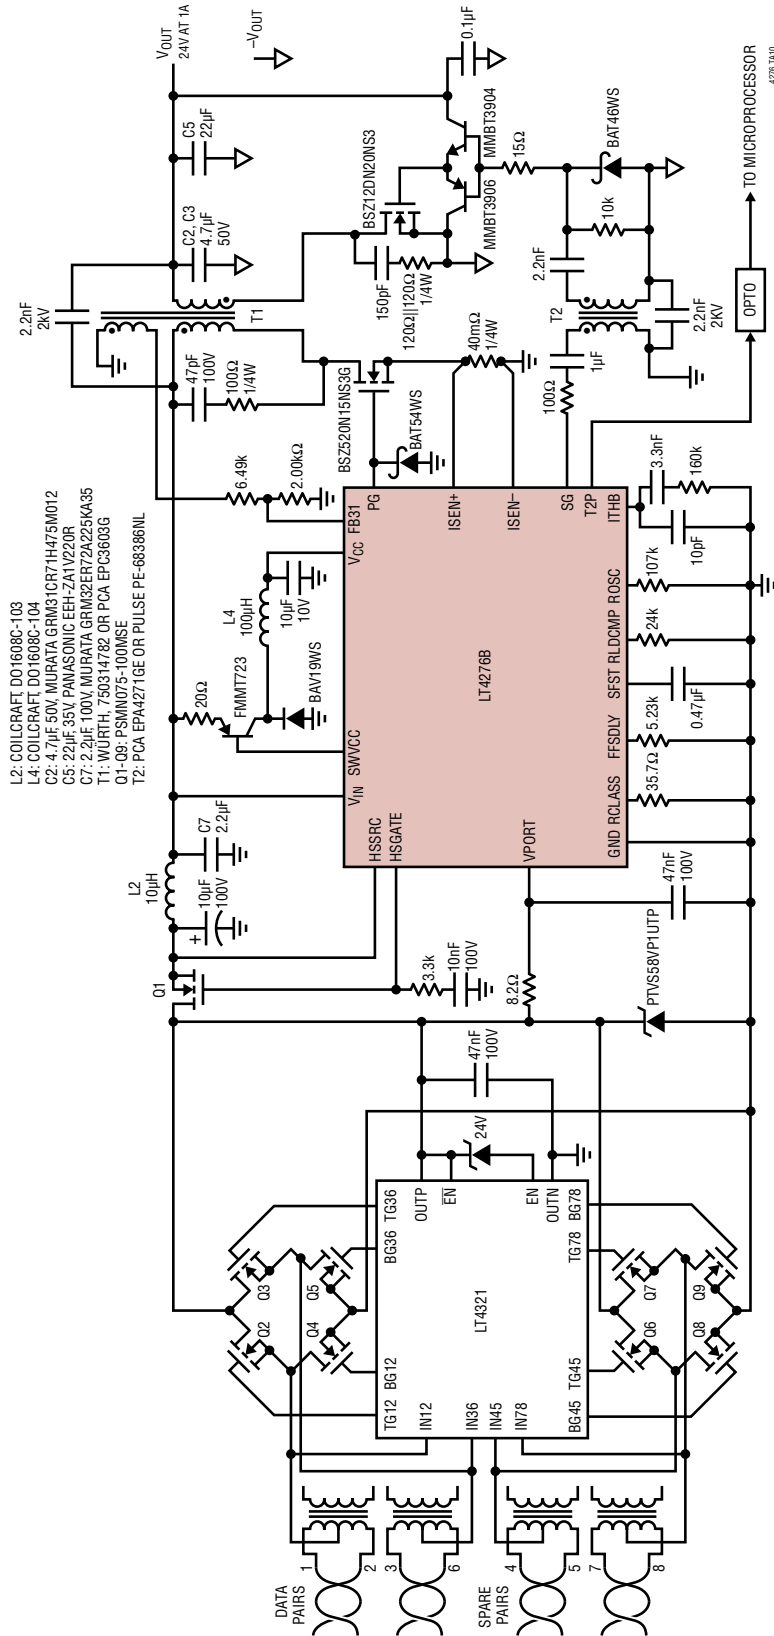 L2: COILCRAFT, DO1608C-103
L4: COILCRAFT, DO1608C-104
C2: 4.7µF, 50V, MURATA GRM31CR71H475M012
C5: 22µF, 35V, PANASONIC EEH-ZA1V220R
C7: 2.2µF, 100V, MURATA GRM32ER72A225KA35
T1: WÜRTH, 750314782 OR PCA EPC3603G
Q1-Q9: PSMN075-100MSE
T2: PCA EPA4271GE OR PULSE PE-68386NL
DATA
PAIRS
1
2
3
6
SPARE
PAIRS
4
5
7
8
Q2
Q3
Q4
Q5
TG12
BG12
BG36
TG36
IN12
IN36
IN45
IN78
LT4321
OUTP
EN
EN
OUTN
BG45
TG45
TG78
BG78
Q6
Q7
Q8
Q9
24V
47nF
100V
Q1
3.3k
10nF
100V
8.2Ω
PTVS58VP1UTP
47nF
100V
L2
10µH
+
10µF
100V
C7
2.2µF
HSSRC
HSGATE
VPORT
VIN
SWVCC
VCC
FB31
PG
ISEN+
ISEN–
SG
T2P
ITHB
LT4276B
GND
RCLASS
FFSDLY
SFST
RLDCMP
ROSC
35.7Ω
5.23k
0.47µF
24k
107k
10pF
3.3nF
160k
20Ω
FMMT723
BAV19WS
L4
100µH
10µF
10V
6.49k
2.00kΩ
47pF
100V
100Ω
1/4W
2.2nF
2kV
T1
BSZ520N15NS3G
BAT54WS
40mΩ
1/4W
100Ω
1µF
T2
2.2nF
2KV
2.2nF
10k
BAT46WS
15Ω
C2, C3
4.7µF
50V
C5
22µF
VOUT
24V AT 1A
–VOUT
BSZ12DN20NS3
150pF
120Ω||120Ω
1/4W
MMBT3906
MMBT3904
0.1µF
OPTO
TO MICROPROCESSOR
4276 TA10